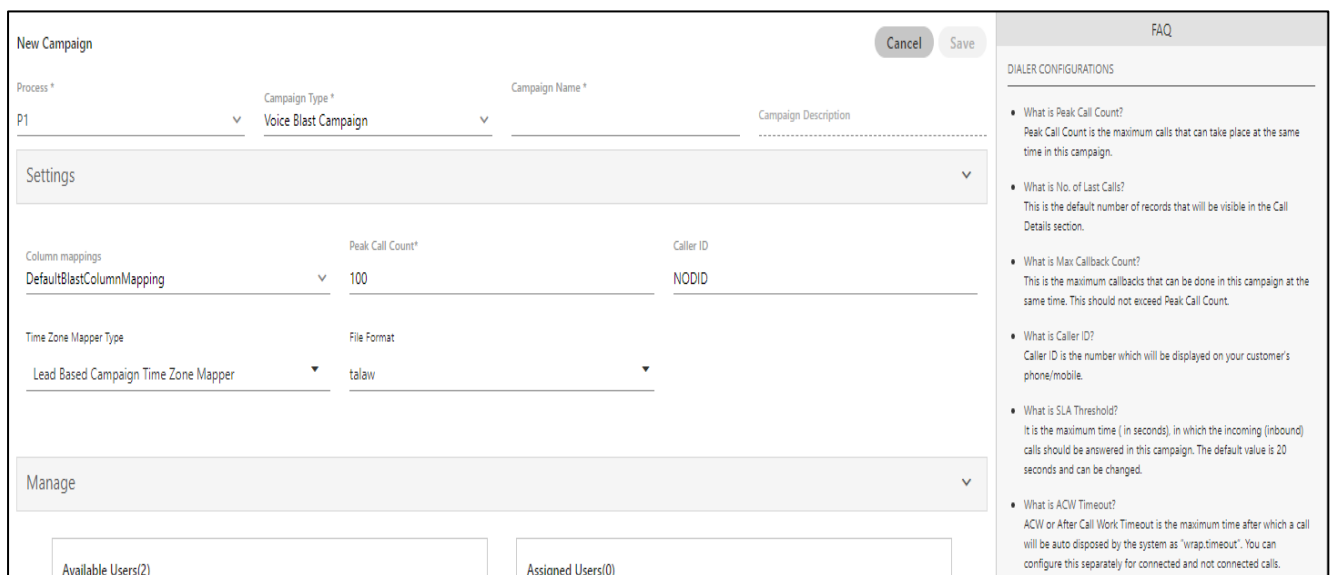 New Campaign
Cancel
Save
Process *
P1
Campaign Type *
Voice Blast Campaign
Campaign Name *
Campaign Description
Settings
Column mappings
DefaultBlastColumnMapping
Peak Call Count*
100
Caller ID
NODID
Time Zone Mapper Type
Lead Based Campaign Time Zone Mapper
File Format
talaw
Manage
Available Users(2)
Assigned Users(0)
FAQ
DIALER CONFIGURATIONS
What is Peak Call Count?
Peak Call Count is the maximum calls that can take place at the same
time in this campaign.
What is No. of Last Calls?
This is the default number of records that will be visible in the Call
Details section.
What is Max Callback Count?
This is the maximum callbacks that can be done in this campaign at the
same time. This should not exceed Peak Call Count.
What is Caller ID?
Caller ID is the number which will be displayed on your customer's
phone/mobile.
What is SLA Threshold?
It is the maximum time ( in seconds), in which the incoming (inbound)
calls should be answered in this campaign. The default value is 20
seconds and can be changed.
What is ACW Timeout?
ACW or After Call Work Timeout is the maximum time after which a call
will be auto disposed by the system as "wrap.timeout". You can
configure this separately for connected and not connected calls.